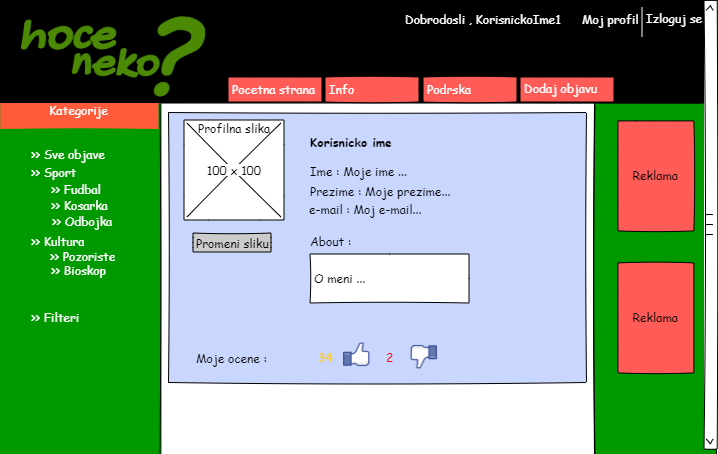 hoce neko?
Dobrodosli , KorisnickoIme1
Moj profil
Izloguj se
Pocetna strana
Info
Podrska
Dodaj objavu
Kategorije
>> Sve objave
>> Sport
>> Fudbal
>> Kosarka
>> Odbojka
>> Kultura
>> Pozoriste
>> Bioskop
>> Filteri
Profilna slika
100 x 100
Promeni sliku
Korisnicko ime
Ime : Moje ime ...
Prezime : Moje prezime...
e-mail : Moj e-mail...
About :
O meni ...
Moje ocene :
34
2
Reklama
Reklama